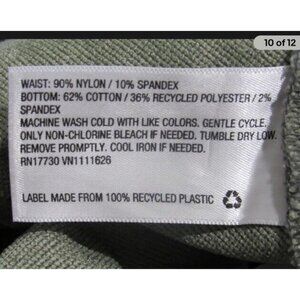 10 of 12
WAIST: 90% NYLON / 10% SPANDEX
BOTTOM: 62% COTTON / 36% RECYCLED POLYESTER / 2%
SPANDEX
MACHINE WASH COLD WITH LIKE COLORS. GENTLE CYCLE.
ONLY NON-CHLORINE BLEACH IF NEEDED. TUMBLE DRY LOW.
REMOVE PROMPTLY. COOL IRON IF NEEDED.
RN17730 VN1111626
LABEL MADE FROM 100% RECYCLED PLASTIC